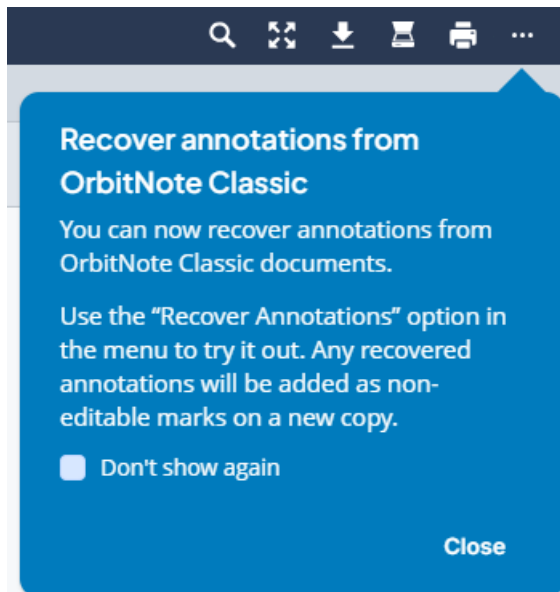 Recover annotations from
OrbitNote Classic
You can now recover annotations from
OrbitNote Classic documents.
Use the “Recover Annotations” option in
the menu to try it out. Any recovered
annotations will be added as non-
editable marks on a new copy.
Don't show again
Close